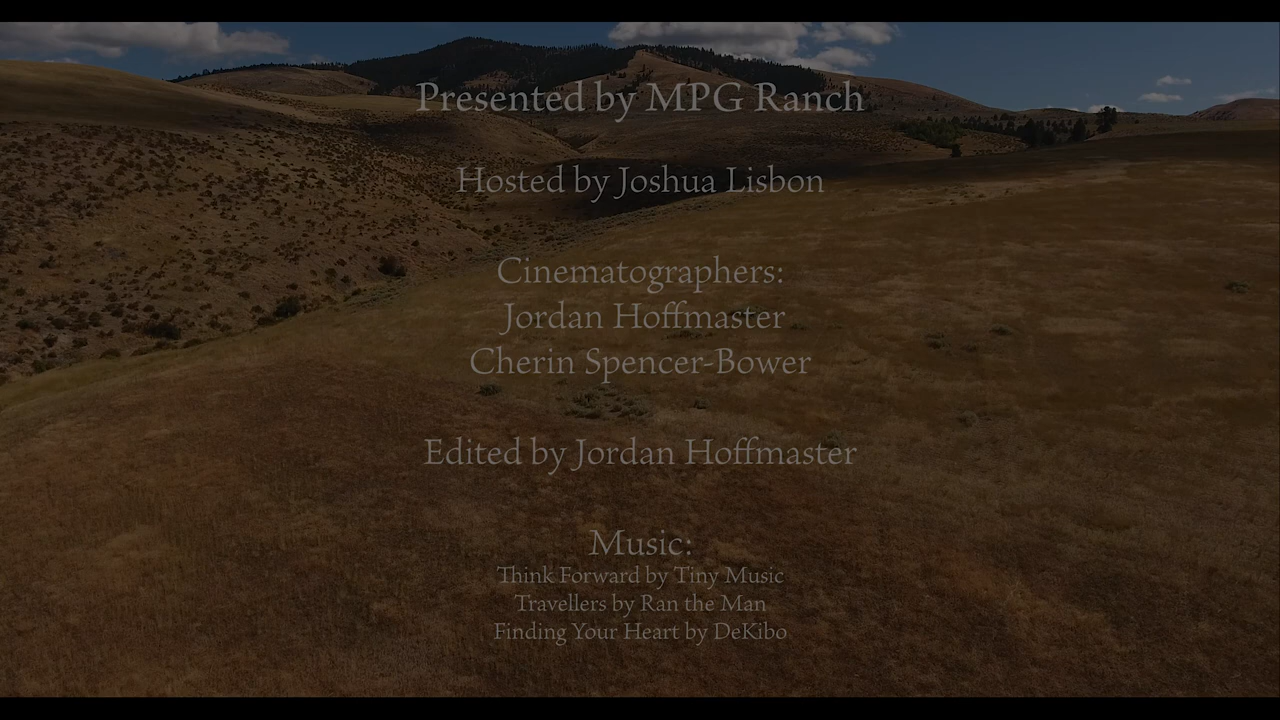 Presented by MPG Ranch
Hosted by Joshua Lisbon
Cinematographers:
Jordan Hoffmaster
Cherin Spencer-Bower
Edited by Jordan Hoffmaster
Music:
Think Forward by Tiny Music
Travellers by Ran the Man
Finding Your Heart by DeKibo